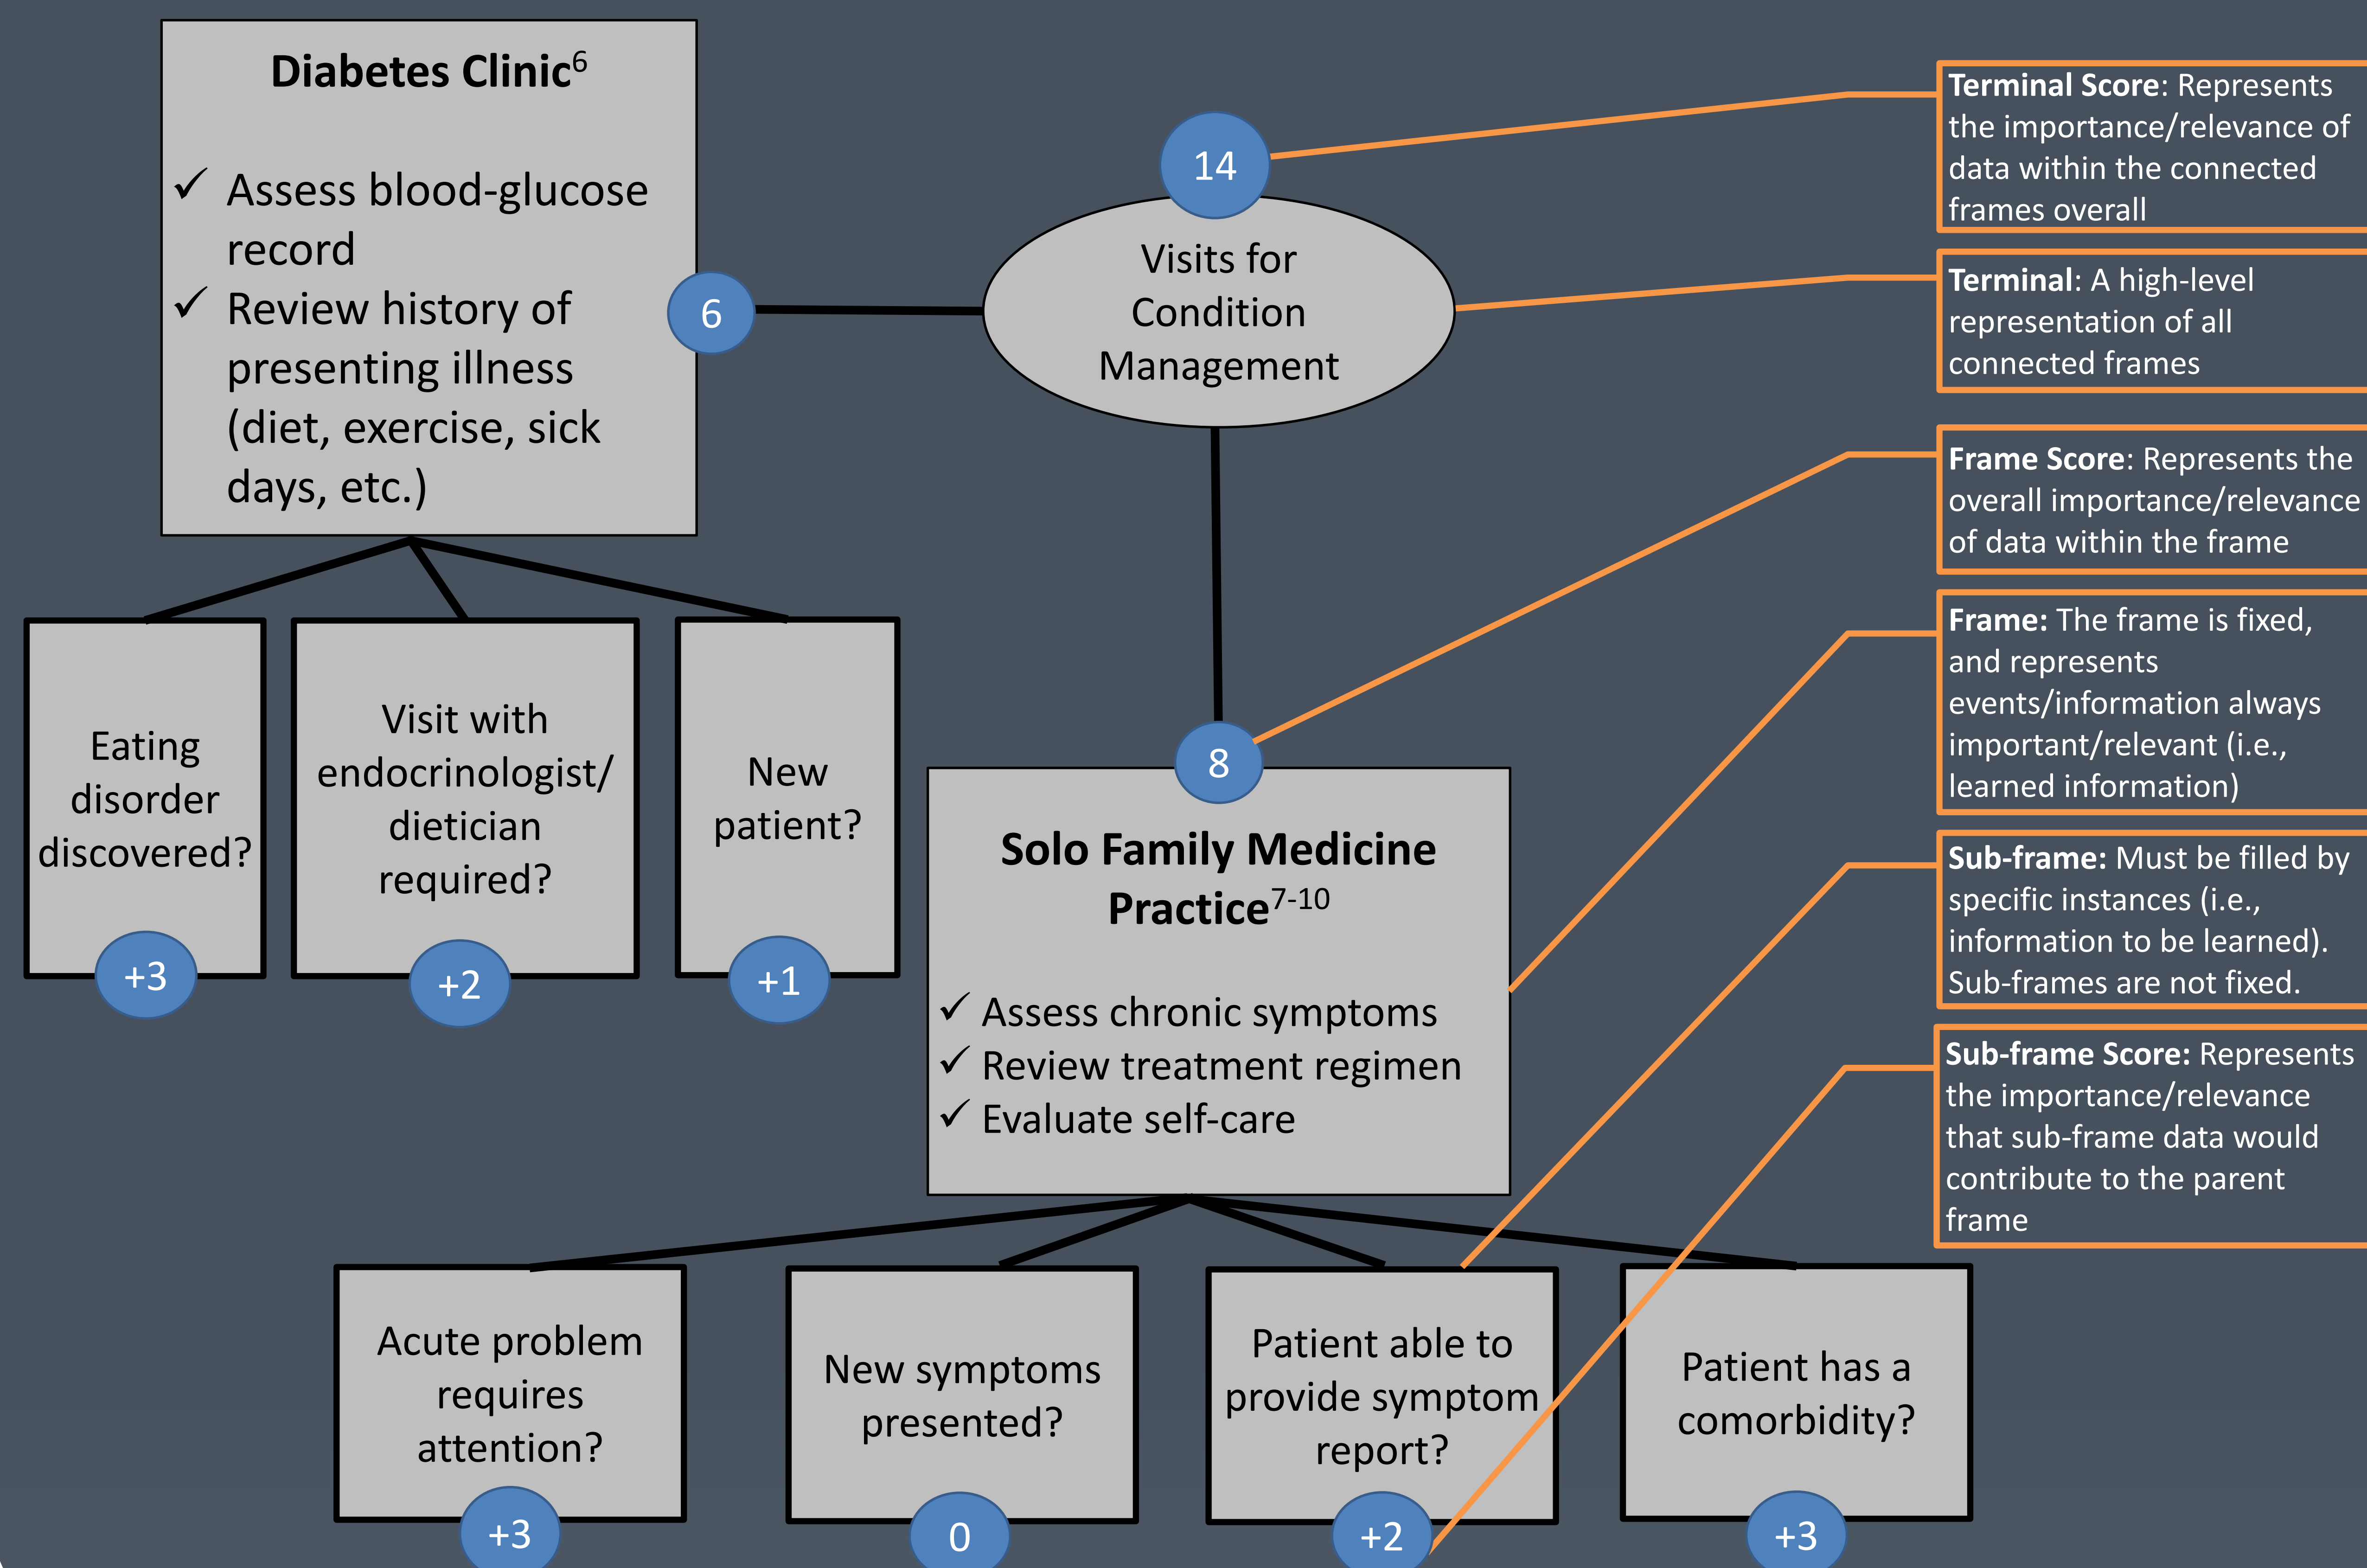 Diabetes Clinic6
✓ Assess blood-glucose
record
✓ Review history of
presenting illness
(diet, exercise, sick
days, etc.)
6
14
Visits for
Condition
Management
Eating
disorder
discovered?
+3
Visit with
endocrinologist/
dietician
required?
+2
New
patient?
+1
8
Solo Family Medicine
Practice7-10
✓ Assess chronic symptoms
✓ Review treatment regimen
✓ Evaluate self-care
Acute problem
requires
attention?
+3
New symptoms
presented?
0
Patient able to
provide symptom
report?
+2
Patient has a
comorbidity?
+3
Terminal Score: Represents
the importance/relevance of
data within the connected
frames overall
Terminal: A high-level
representation of all
connected frames
Frame Score: Represents the
overall importance/relevance
of data within the frame
Frame: The frame is fixed,
and represents
events/information always
important/relevant (i.e.,
learned information)
Sub-frame: Must be filled by
specific instances (i.e.,
information to be learned).
Sub-frames are not fixed.
Sub-frame Score: Represents
the importance/relevance
that sub-frame data would
contribute to the parent
frame